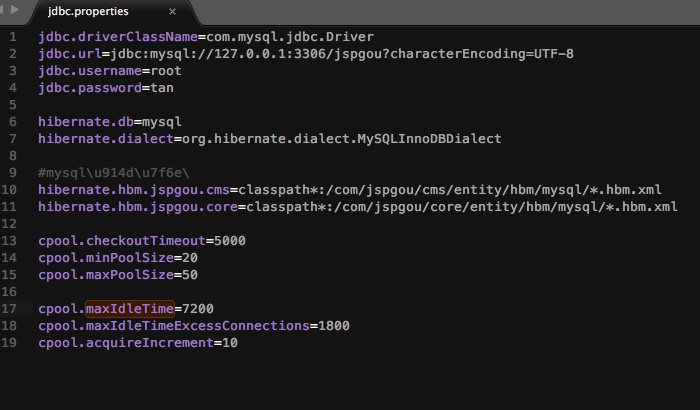 jdbc.properties
1 jdbc.driverClassName=com.mysql.jdbc.Driver
2 jdbc.url=jdbc:mysql://127.0.0.1:3306/jspgou?characterEncoding=UTF-8
3 jdbc.username=root
4 jdbc.password=tan
5
6 hibernate.db=mysql
7 hibernate.dialect=org.hibernate.dialect.MySQLInnoDBDialect
8
9 #mysql\u914d\u7f6e\
10 hibernate.hbm.jspgou.cms=classpath*:/com/jspgou/cms/entity/hbm/mysql/*.hbm.xml
11 hibernate.hbm.jspgou.core=classpath*:/com/jspgou/core/entity/hbm/mysql/*.hbm.xml
12
13 cpool.checkoutTimeout=5000
14 cpool.minPoolSize=20
15 cpool.maxPoolSize=50
16
17 cpool.maxIdleTime=7200
18 cpool.maxIdleTimeExcessConnections=1800
19 cpool.acquireIncrement=10